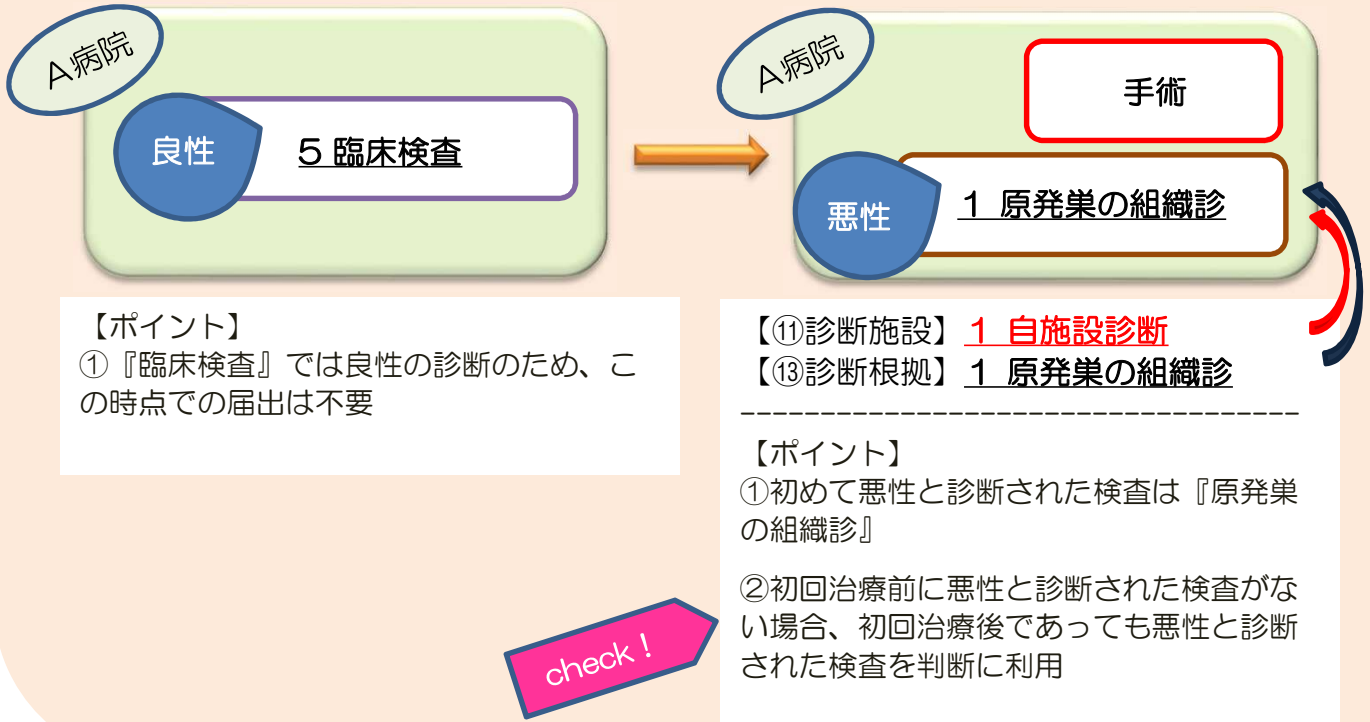 A病院
良性
5 臨床検査
【ポイント】
①『臨床検査』では良性の診断のため、こ
の時点での届出は不要
A病院
手術
悪性
1 原発巣の組織診
【⑪診断施設】1 自施設診断
【⑬診断根拠】1 原発巣の組織診
-----------------------------------
【ポイント】
①初めて悪性と診断された検査は『原発巣
の組織診』
②初回治療前に悪性と診断された検査がな
い場合、初回治療後であっても悪性と診断
された検査を判断に利用
check！